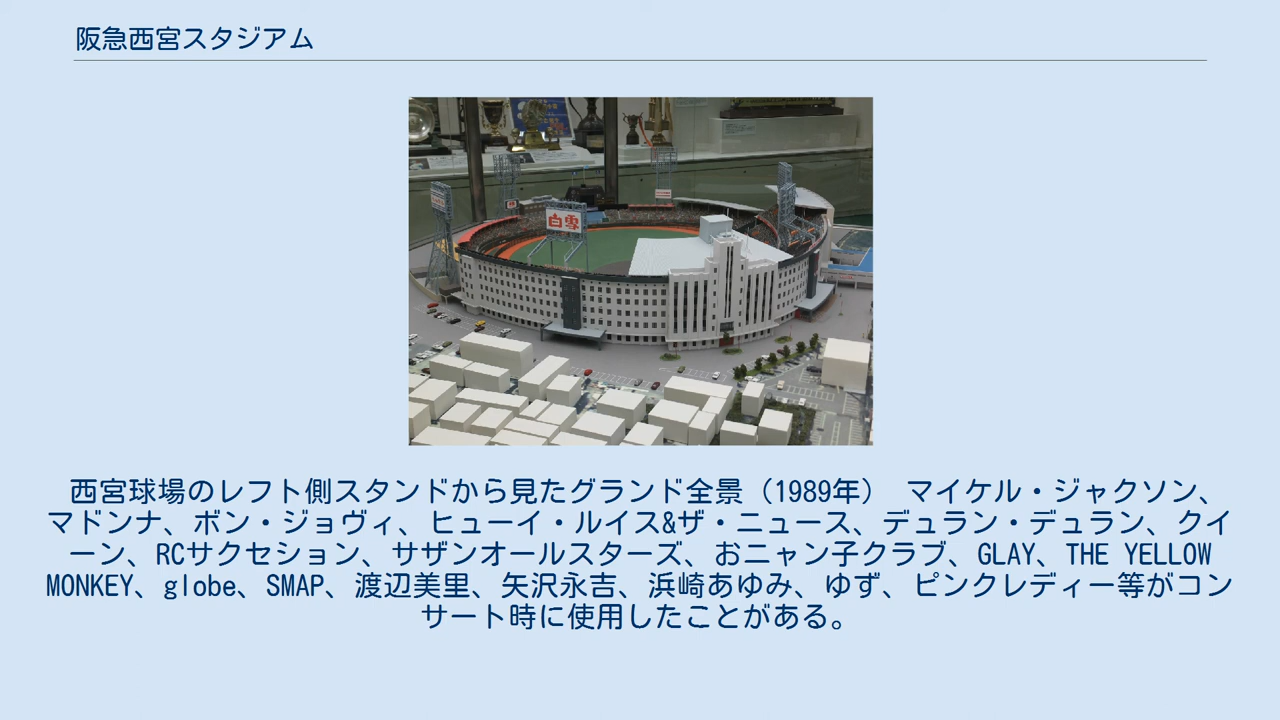 阪急西宮スタジアム
白雪
西宮球場のレフト側スタンドから見たグランド全景（1989年） マイケル・ジャクソン、
マドンナ、ボン・ジョヴィ、ヒューイ・ルイス&ザ・ニュース、デュラン・デュラン、クイ
ーン、RCサクセション、サザンオールスターズ、おニャン子クラブ、GLAY、THE YELLOW
MONKEY、globe、SMAP、渡辺美里、矢沢永吉、浜崎あゆみ、ゆず、ピンクレディー等がコン
サート時に使用したことがある。